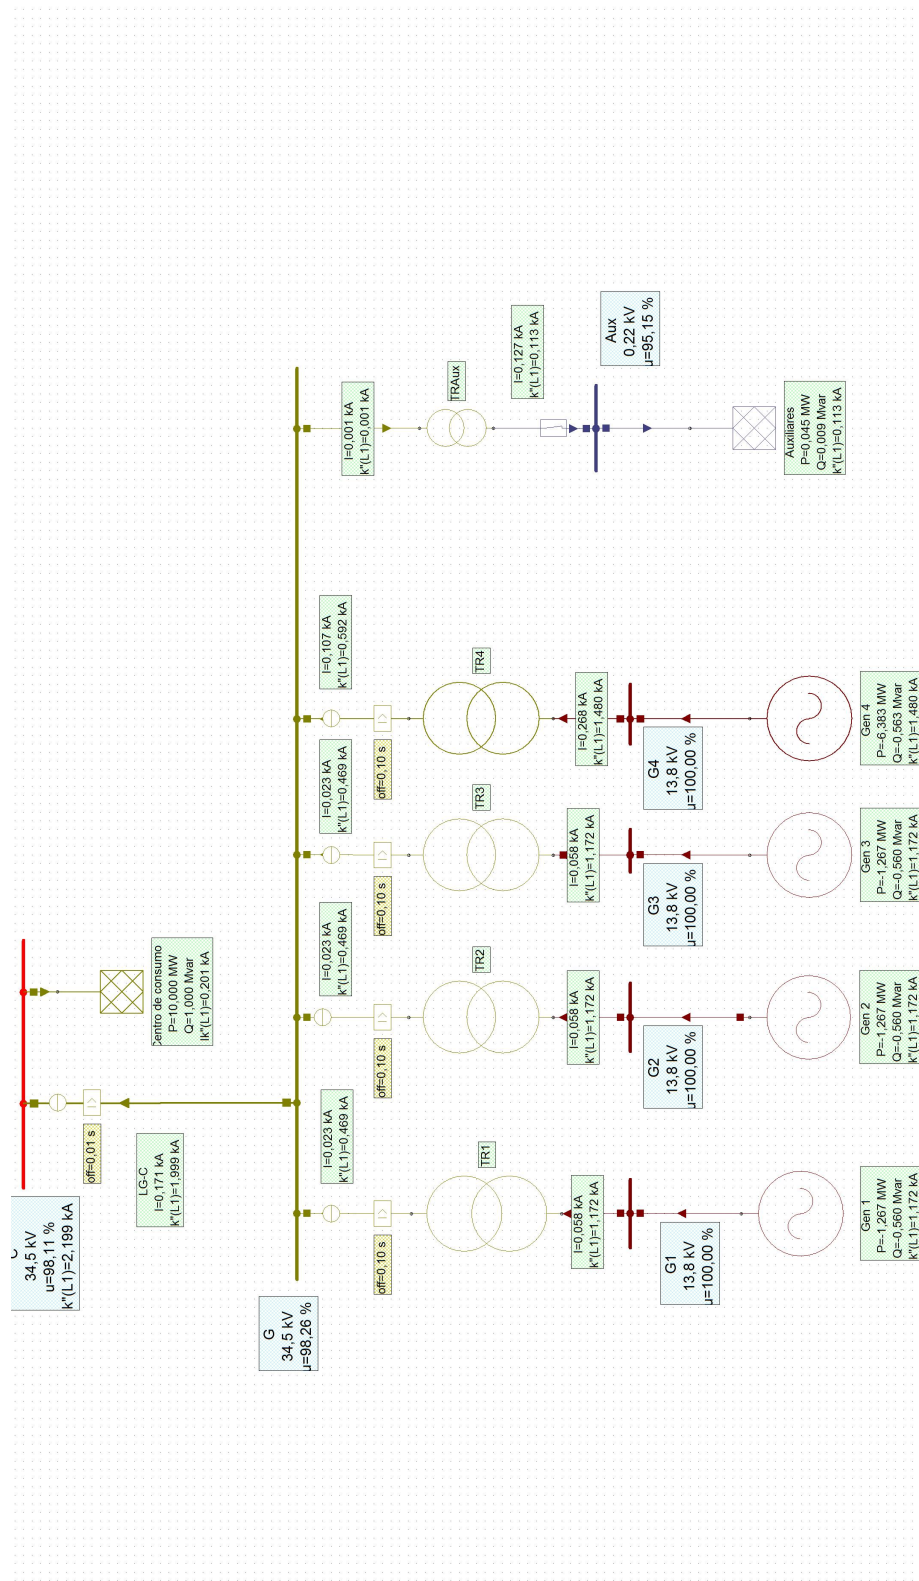 C
34,5 kV
u=98,11 %
k"(L1)=2,199 kA
off=0,01 s
LG-C
I=0,171 kA
k"(L1)=1,999 kA
Centro de consumo
P=10,000 MW
Q=1,000 Mvar
Ik"(L1)=0,201 kA
G
34,5 kV
u=98,26 %
I=0,023 kA
k"(L1)=0,469 kA
I=0,023 kA
k"(L1)=0,469 kA
I=0,023 kA
k"(L1)=0,469 kA
I=0,107 kA
k"(L1)=0,592 kA
I=0,001 kA
k"(L1)=0,001 kA
off=0,10 s
off=0,10 s
off=0,10 s
off=0,10 s
TR1
TR2
TR3
TR4
TRAux
I=0,127 kA
k"(L1)=0,113 kA
I=0,058 kA
k"(L1)=1,172 kA
I=0,058 kA
k"(L1)=1,172 kA
I=0,058 kA
k"(L1)=1,172 kA
I=0,268 kA
k"(L1)=1,480 kA
Aux
0,22 kV
u=95,15 %
G1
13,8 kV
u=100,00 %
G2
13,8 kV
u=100,00 %
G3
13,8 kV
u=100,00 %
G4
13,8 kV
u=100,00 %
Auxiliares
P=0,045 MW
Q=0,009 Mvar
k"(L1)=0,113 kA
Gen 1
P=-1,267 MW
Q=-0,560 Mvar
k"(L1)=1,172 kA
Gen 2
P=-1,267 MW
Q=-0,560 Mvar
k"(L1)=1,172 kA
Gen 3
P=-1,267 MW
Q=-0,560 Mvar
k"(L1)=1,172 kA
Gen 4
P=-6,383 MW
Q=-0,563 Mvar
k"(L1)=1,480 kA